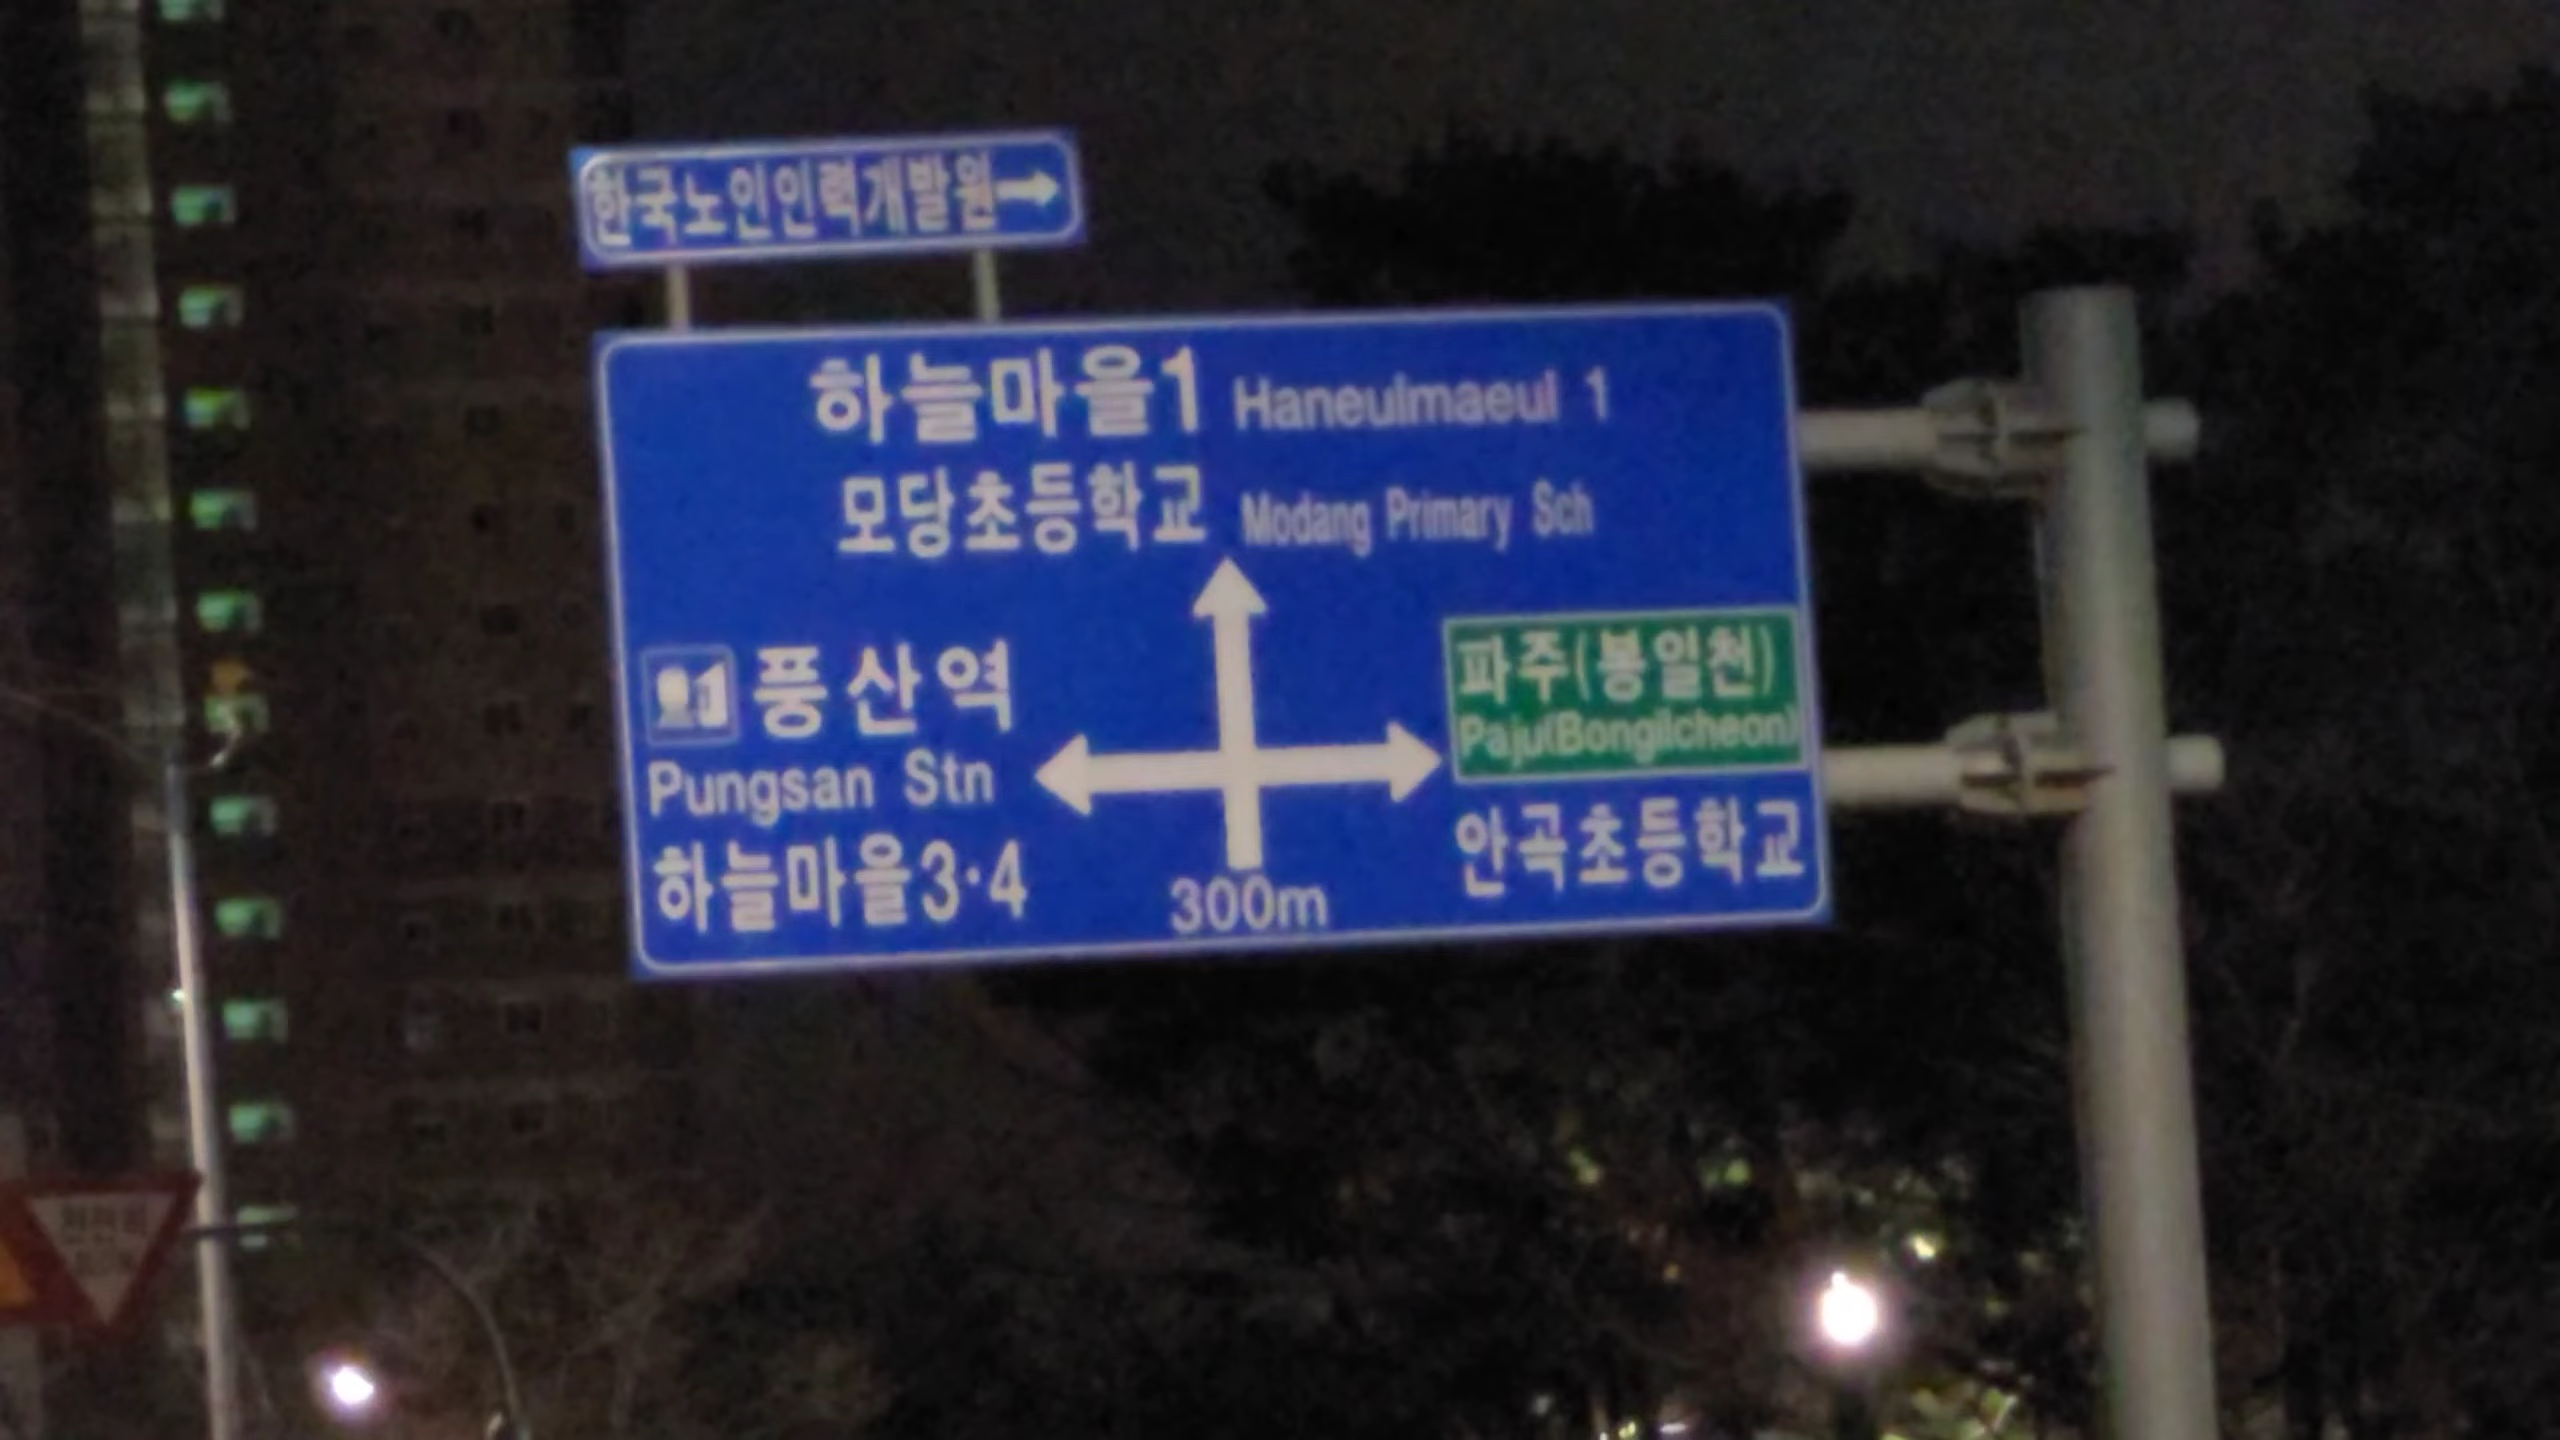 한국노인인력개발원
하늘마을1 Haneulmaeul 1
모당초등학교 Modang Primary Sch
풍산역
Pungsan Stn
하늘마을3·4
파주(봉일천)
Paju(Bongilcheon)
안곡초등학교
300m